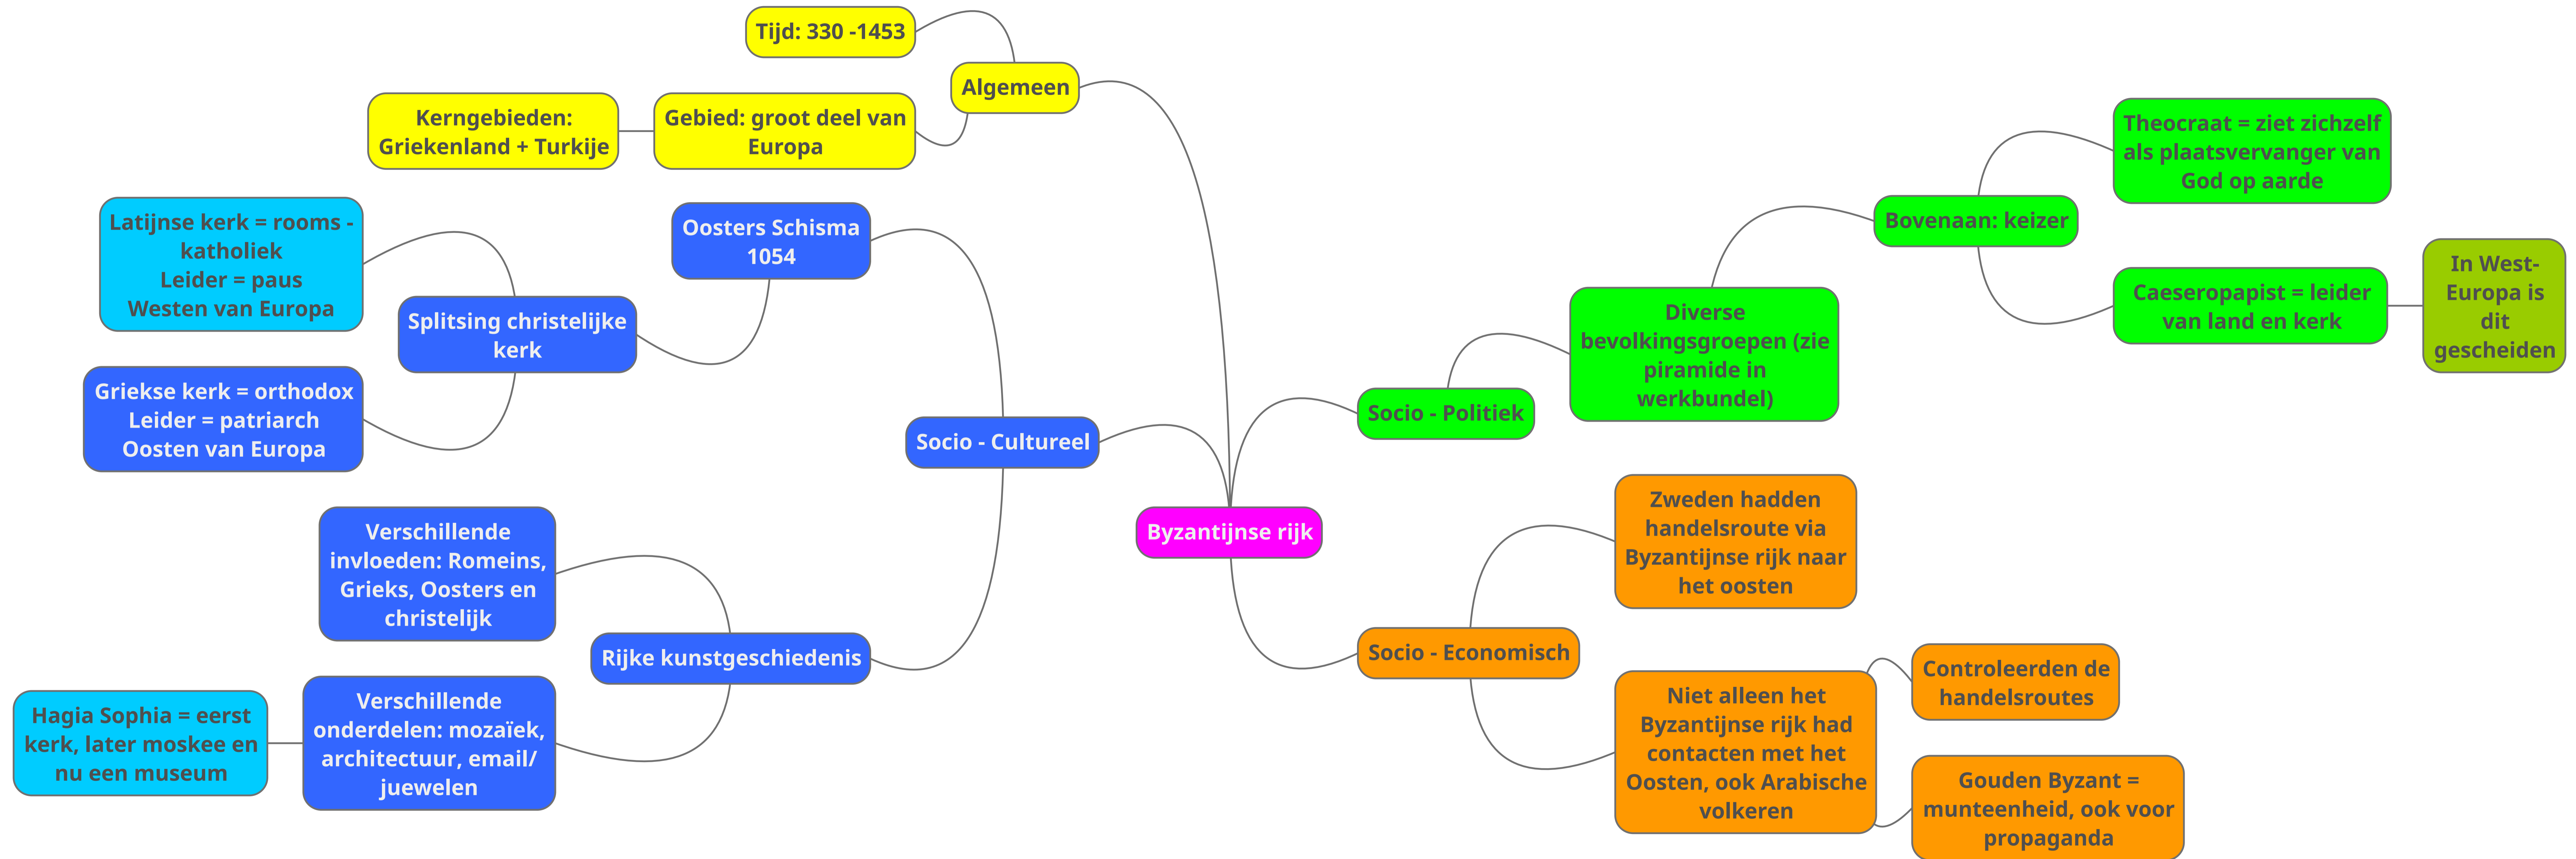 Tijd: 330 -1453
Algemeen
Kerngebieden:
Griekenland + Turkije
Gebied: groot deel van
Europa
Latijnse kerk = rooms -
katholiek
Leider = paus
Westen van Europa
Oosters Schisma
1054
Splitsing christelijke
kerk
Griekse kerk = orthodox
Leider = patriarch
Oosten van Europa
Socio - Cultureel
Verschillende
invloeden: Romeins,
Grieks, Oosters en
christelijk
Rijke kunstgeschiedenis
Hagia Sophia = eerst
kerk, later moskee en
nu een museum
Verschillende
onderdelen: mozaïek,
architectuur, email/
juewelen
Byzantijnse rijk
Socio - Politiek
Diverse
bevolkingsgroepen (zie
piramide in
werkbundel)
Bovenaan: keizer
Theocraat = ziet zichzelf
als plaatsvervanger van
God op aarde
Caeseropapist = leider
van land en kerk
In West-
Europa is
dit
gescheiden
Socio - Economisch
Zweden hadden
handelsroute via
Byzantijnse rijk naar
het oosten
Niet alleen het
Byzantijnse rijk had
contacten met het
Oosten, ook Arabische
volkeren
Controleerden de
handelsroutes
Gouden Byzant =
munteenheid, ook voor
propaganda